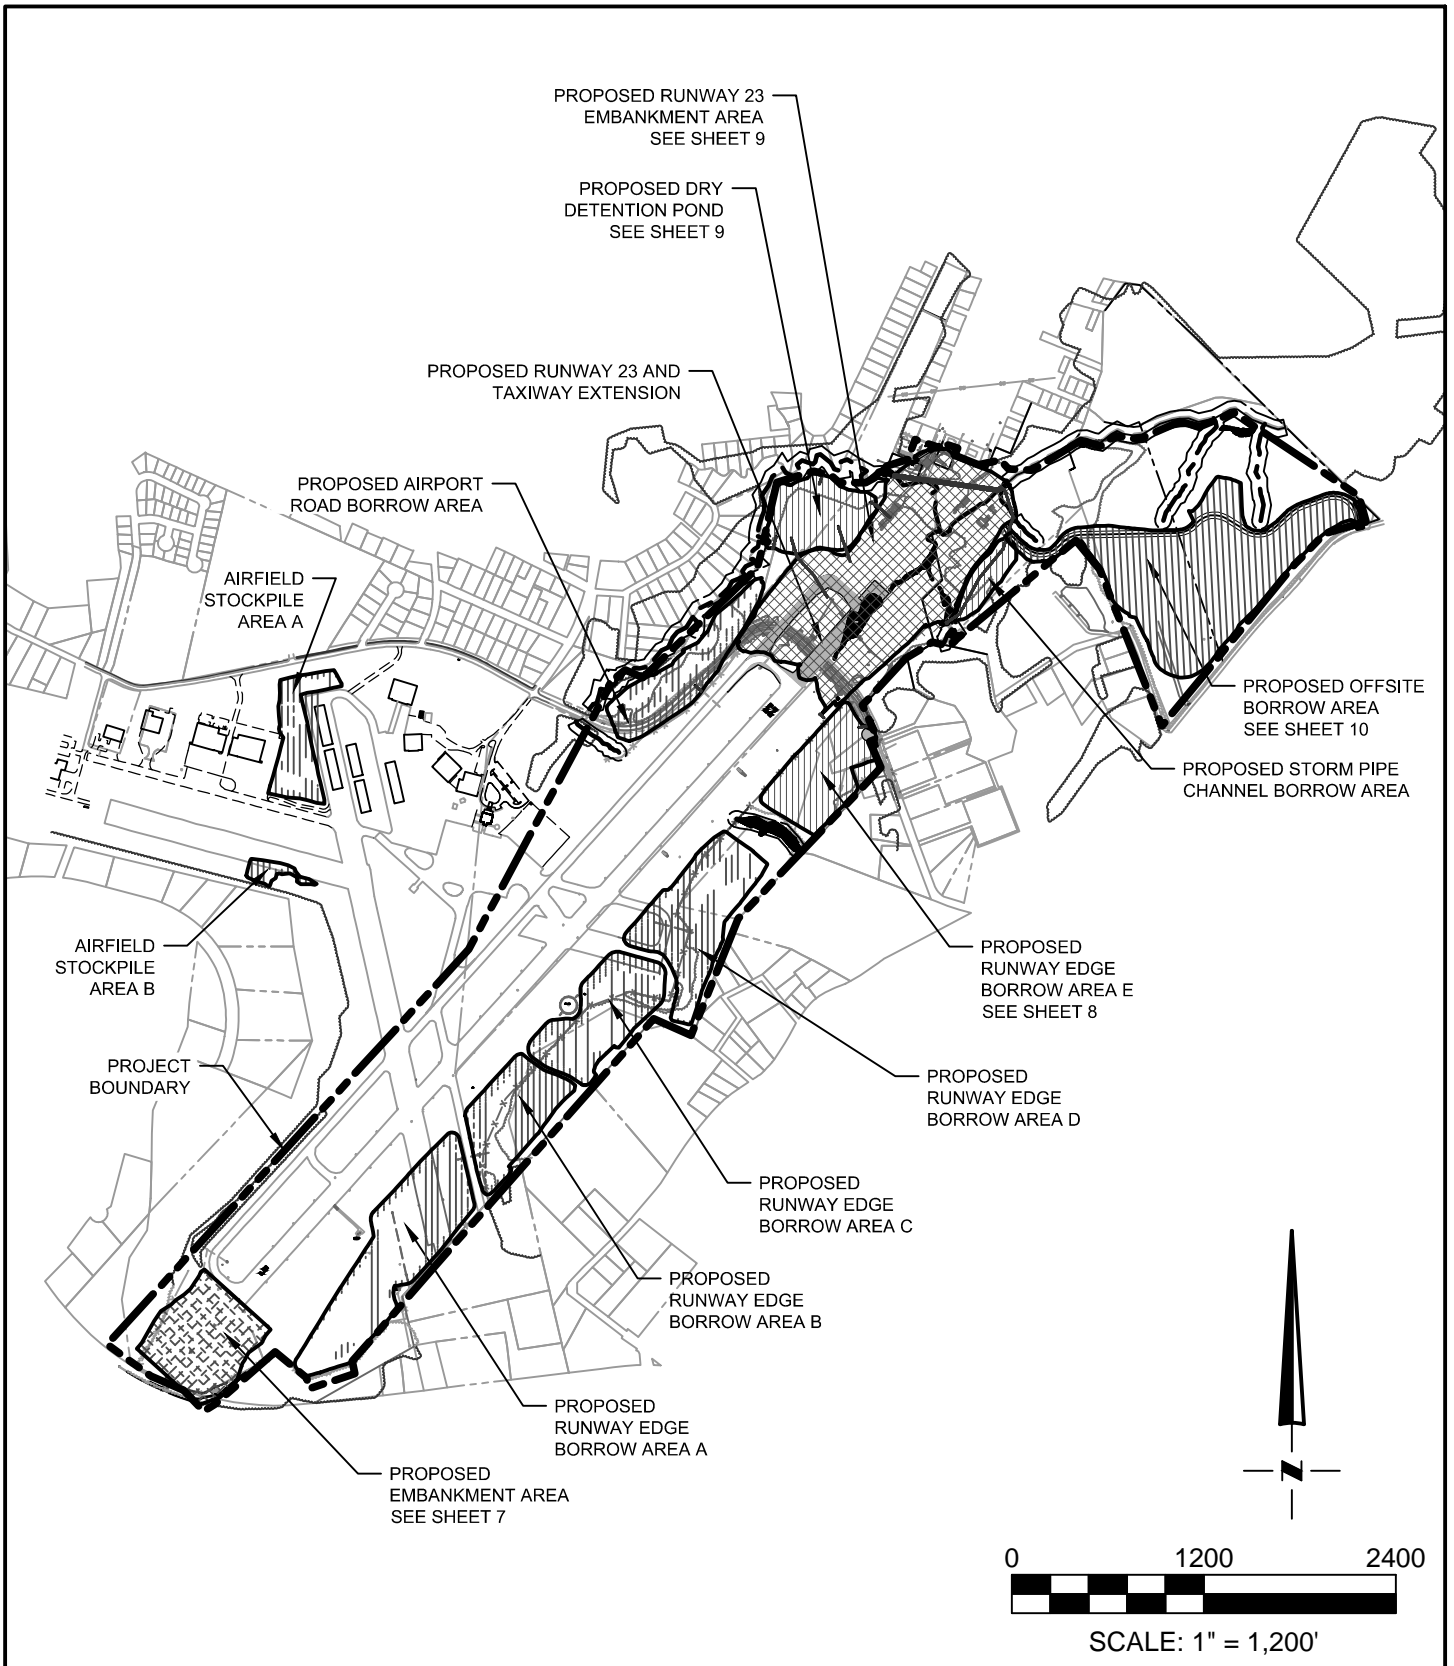 PROPOSED RUNWAY 23
EMBANKMENT AREA
SEE SHEET 9
PROPOSED DRY
DETENTION POND
SEE SHEET 9
PROPOSED RUNWAY 23 AND
TAXIWAY EXTENSION
PROPOSED AIRPORT
ROAD BORROW AREA
AIRFIELD
STOCKPILE
AREA A
PROPOSED OFFSITE
BORROW AREA
SEE SHEET 10
PROPOSED STORM PIPE
CHANNEL BORROW AREA
AIRFIELD
STOCKPILE
AREA B
PROPOSED
RUNWAY EDGE
BORROW AREA E
SEE SHEET 8
PROJECT
BOUNDARY
PROPOSED
RUNWAY EDGE
BORROW AREA D
PROPOSED
RUNWAY EDGE
BORROW AREA C
PROPOSED
RUNWAY EDGE
BORROW AREA B
PROPOSED
RUNWAY EDGE
BORROW AREA A
PROPOSED
EMBANKMENT AREA
SEE SHEET 7
N
0 1200 2400
SCALE: 1" = 1,200'